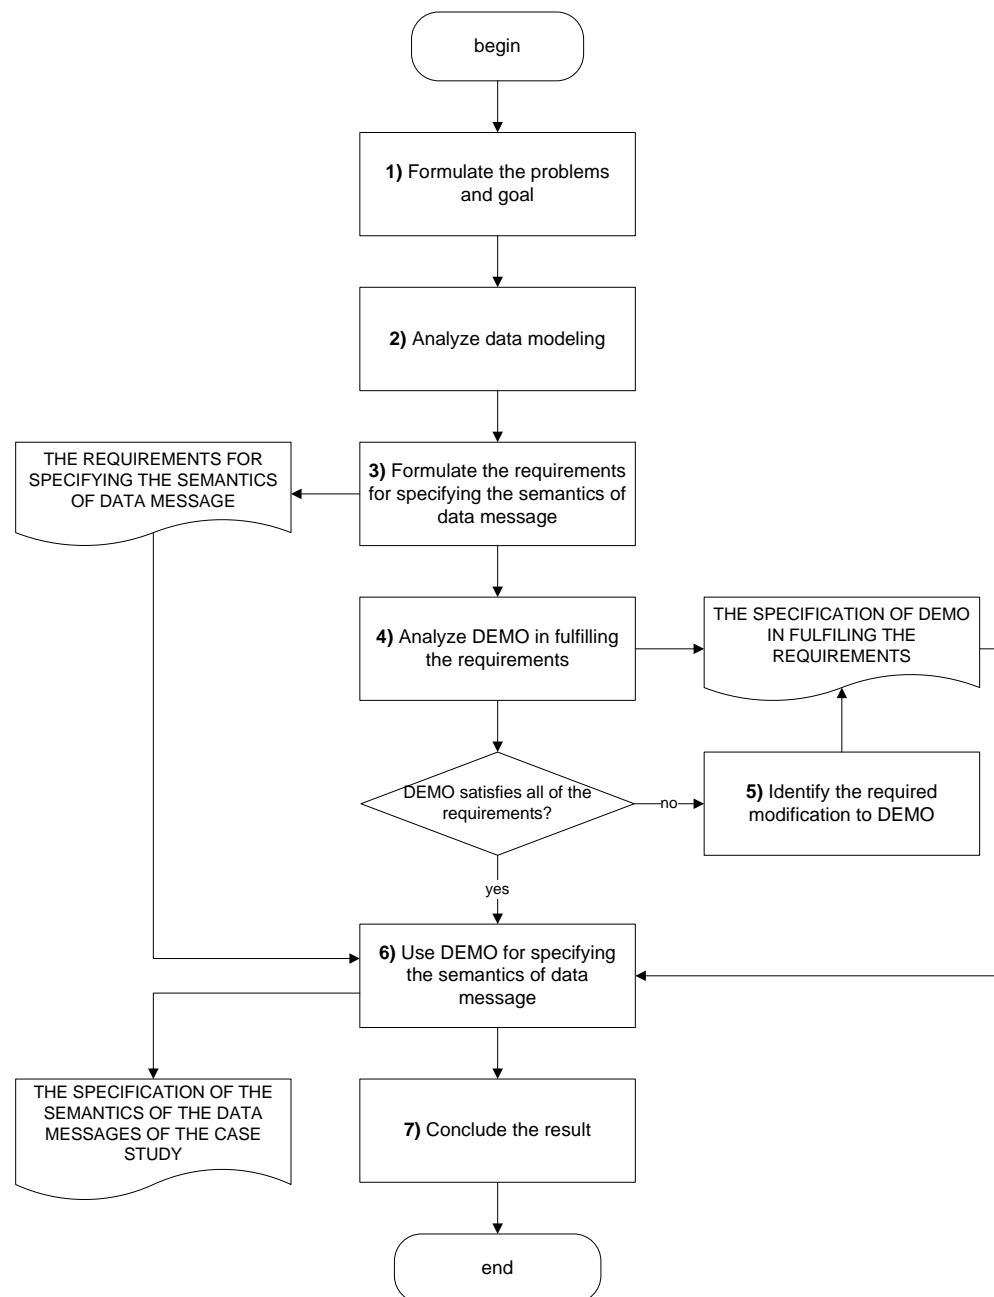 begin
1) Formulate the problems
and goal
2) Analyze data modeling
THE REQUIREMENTS FOR
SPECIFYING THE SEMANTICS
OF DATA MESSAGE
3) Formulate the requirements
for specifying the semantics of
data message
4) Analyze DEMO in fulfilling
the requirements
THE SPECIFICATION OF DEMO
IN FULFILING THE
REQUIREMENTS
DEMO satisfies all of the
requirements?
no
5) Identify the required
modification to DEMO
yes
6) Use DEMO for specifying
the semantics of data
message
THE SPECIFICATION OF THE
SEMANTICS OF THE DATA
MESSAGES OF THE CASE
STUDY
7) Conclude the result
end